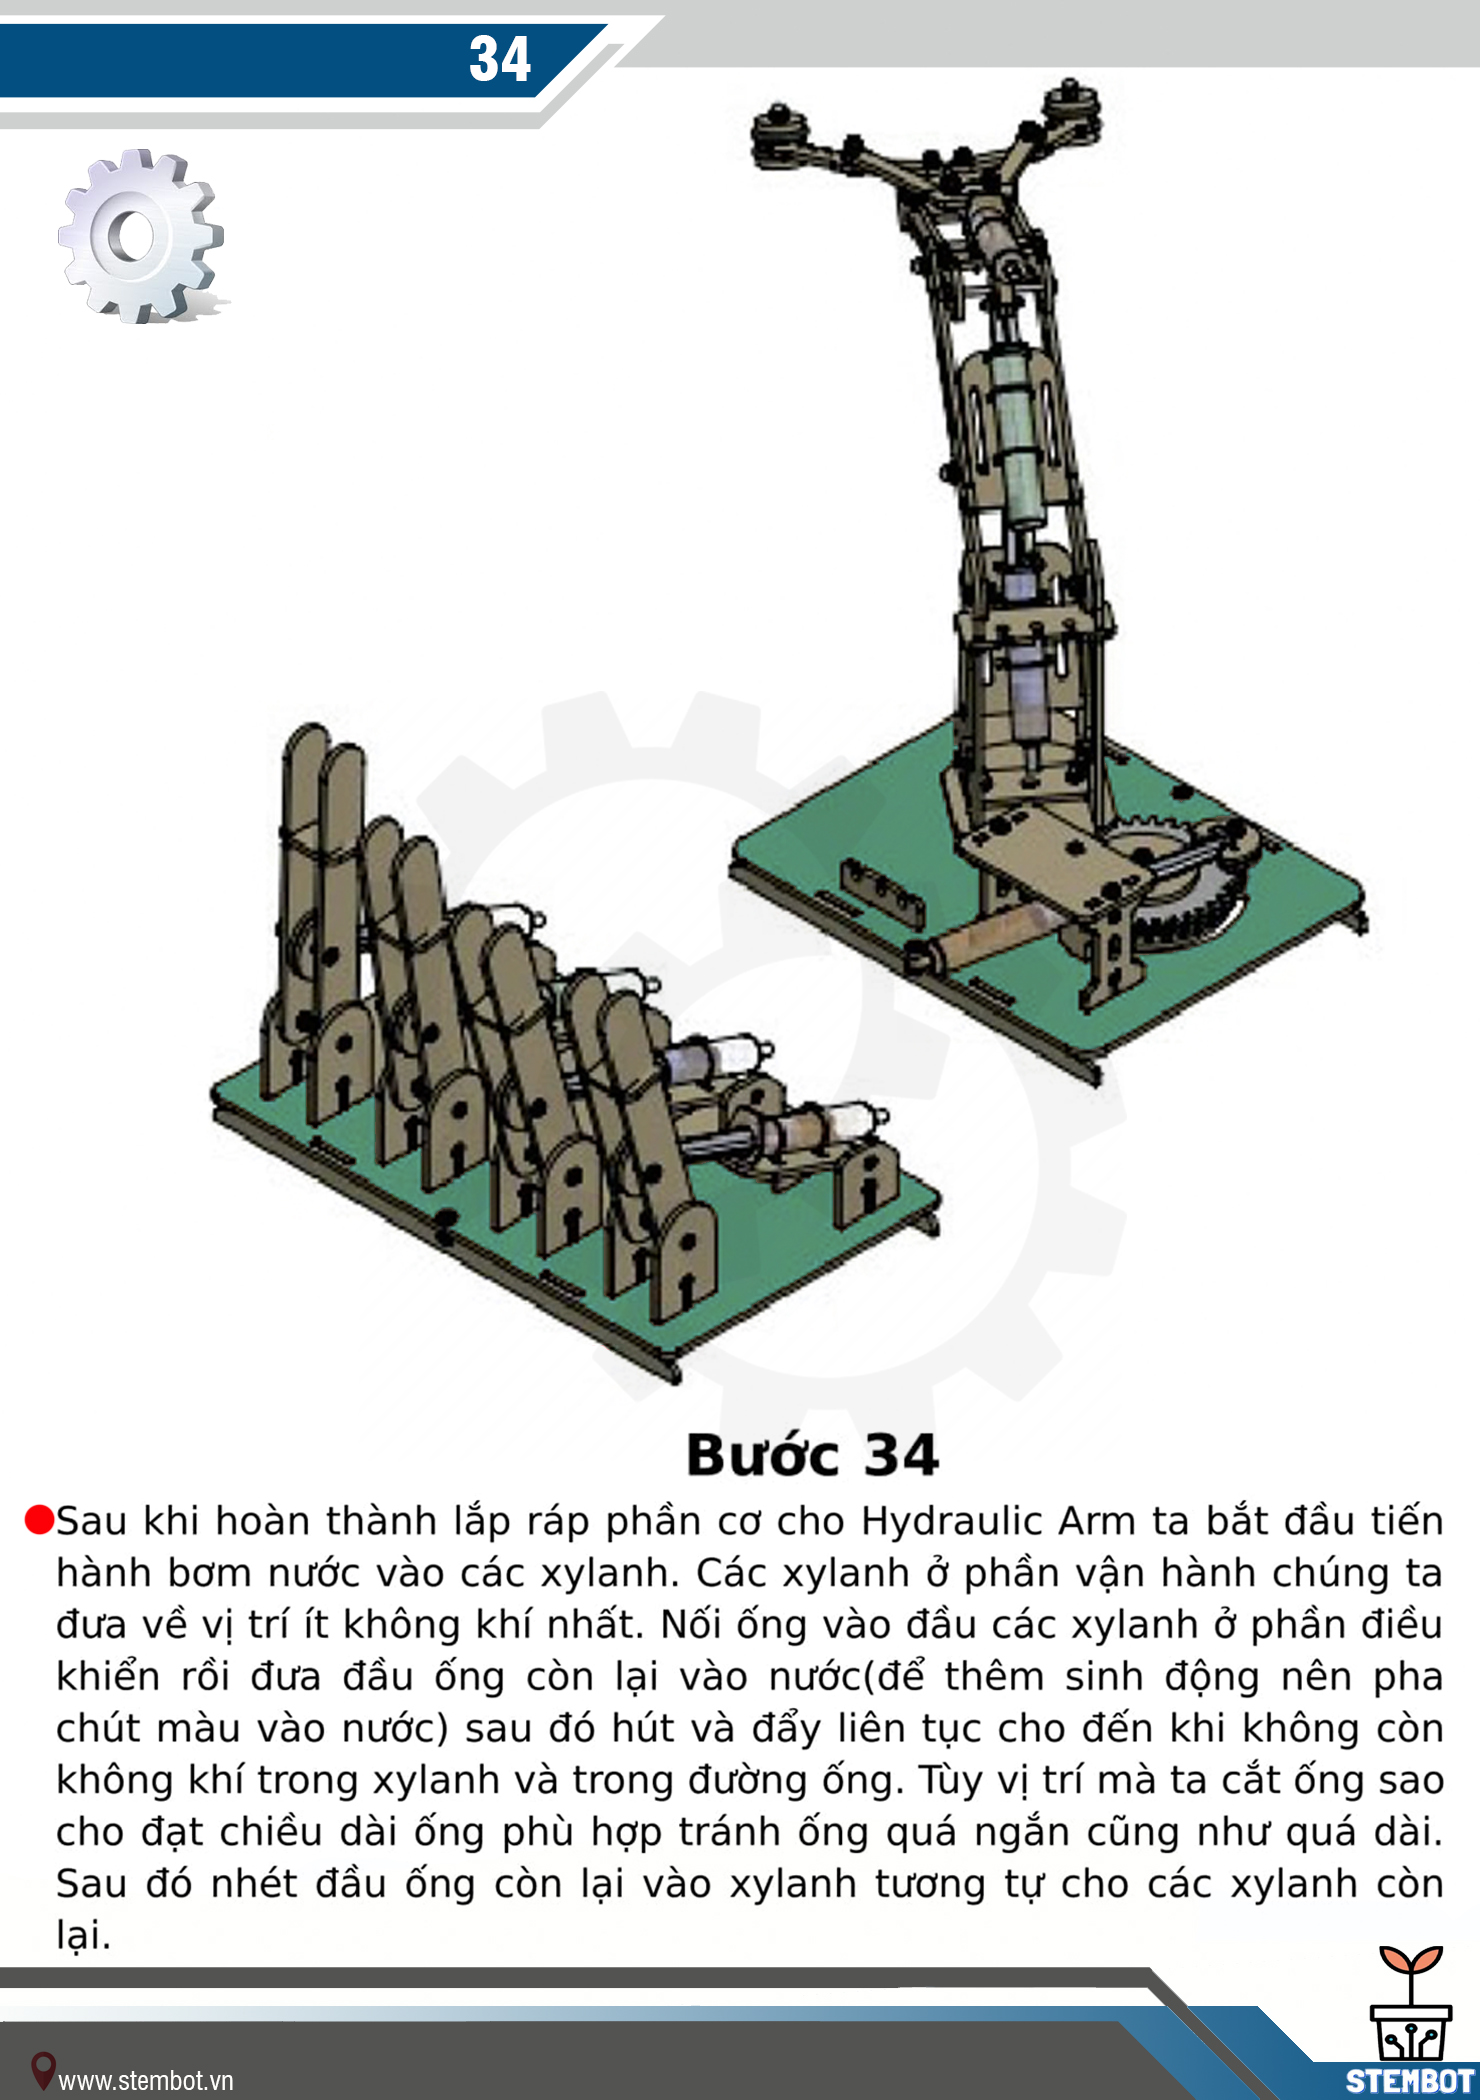 34
Bước 34
Sau khi hoàn thành lắp ráp phần cơ cho Hydraulic Arm ta bắt đầu tiến
hành bơm nước vào các xylanh. Các xylanh ở phần vận hành chúng ta
đưa về vị trí ít không khí nhất. Nối ống vào đầu các xylanh ở phần điều
khiển rồi đưa đầu ống còn lại vào nước(để thêm sinh động nên pha
chút màu vào nước) sau đó hút và đẩy liên tục cho đến khi không còn
không khí trong xylanh và trong đường ống. Tùy vị trí mà ta cắt ống sao
cho đạt chiều dài ống phù hợp tránh ống quá ngắn cũng như quá dài.
Sau đó nhét đầu ống còn lại vào xylanh tương tự cho các xylanh còn
lại.
www.stembot.vn
STEMBOT